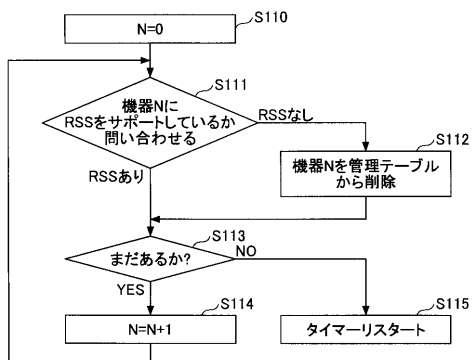 N=0
S110
S111
機器Nに
RSSをサポートしているか
問い合わせる
RSSなし
S112
機器Nを管理テーブル
から削除
RSSあり
S113
まだあるか?
NO
YES
S114
N=N+1
S115
タイマーリスタート